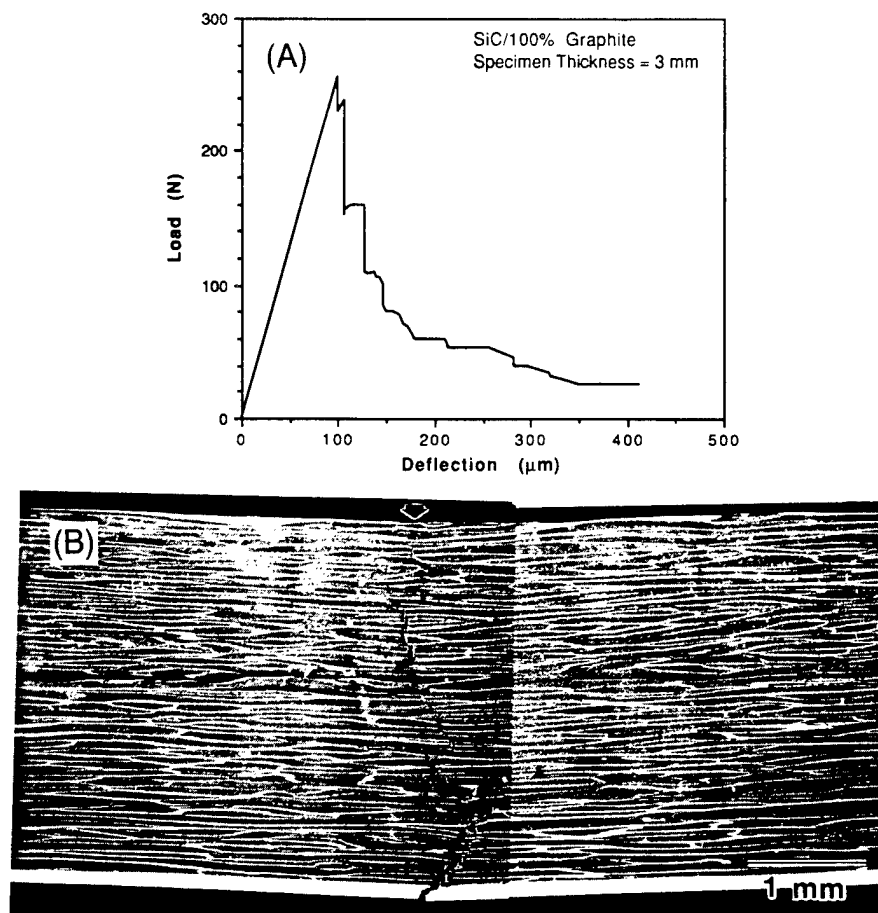 300
(A)
SiC/100% Graphite
Specimen Thickness = 3 mm
200
Load (N)
100
0
0 100 200 300 400 500
Deflection (μm)
(B)
1 mm